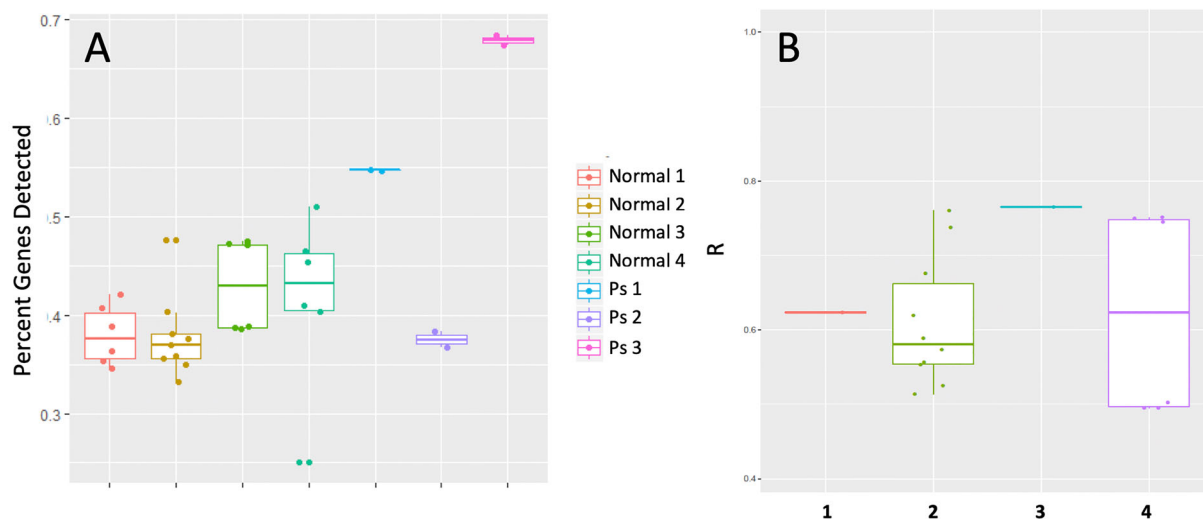 A
Percent Genes Detected
0.7
0.6
0.5
0.4
0.3
Normal 1
Normal 2
Normal 3
Normal 4
Ps 1
Ps 2
Ps 3
B
R
1.0
0.8
0.6
0.4
1
2
3
4